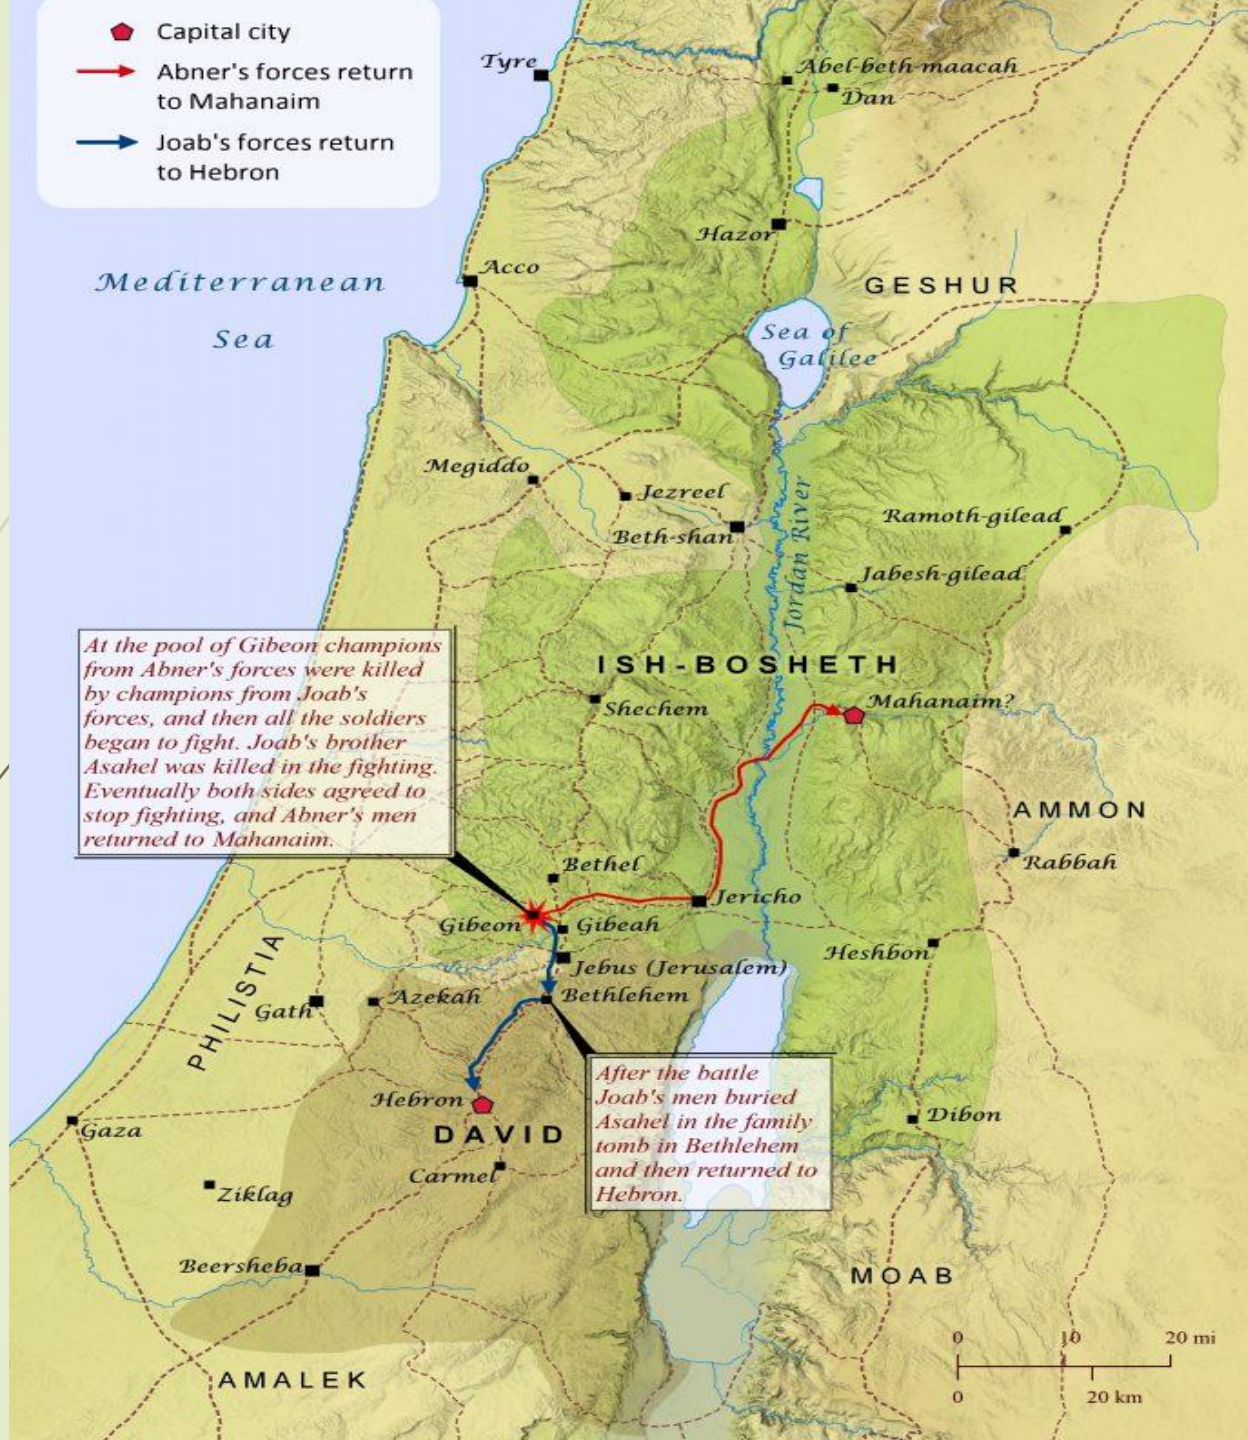 Capital city
Abner's forces return
to Mahanaim
Joab's forces return
to Hebron
Tyre
Abel-beth-maacah
Dan
Hazor
Mediterranean
Sea
Acco
GESHUR
Sea of
Galilee
Megiddo
Jezreel
Beth-shan
Jordan River
Ramoth-gilead
Jabesh-gilead
At the pool of Gibeon champions
from Abner's forces were killed
by champions from Joab's
forces, and then all the soldiers
began to fight. Joab's brother
Asahel was killed in the fighting.
Eventually both sides agreed to
stop fighting, and Abner's men
returned to Mahanaim.
ISH-BOSHETH
Mahanaim?
Shechem
AMMON
Rabbah
Bethel
Jericho
Gibeon
Gibeah
Heshbon
Jebus (Jerusalem)
PHILISTIA
Gath
Azekah
Bethlehem
After the battle
Joab's men buried
Asahel in the family
tomb in Bethlehem
and then returned to
Hebron.
Hebron
DAVID
Dibon
Gaza
Carmel
Ziklag
Beersheba
MOAB
AMALEK
0 10 20 mi
0 20 km